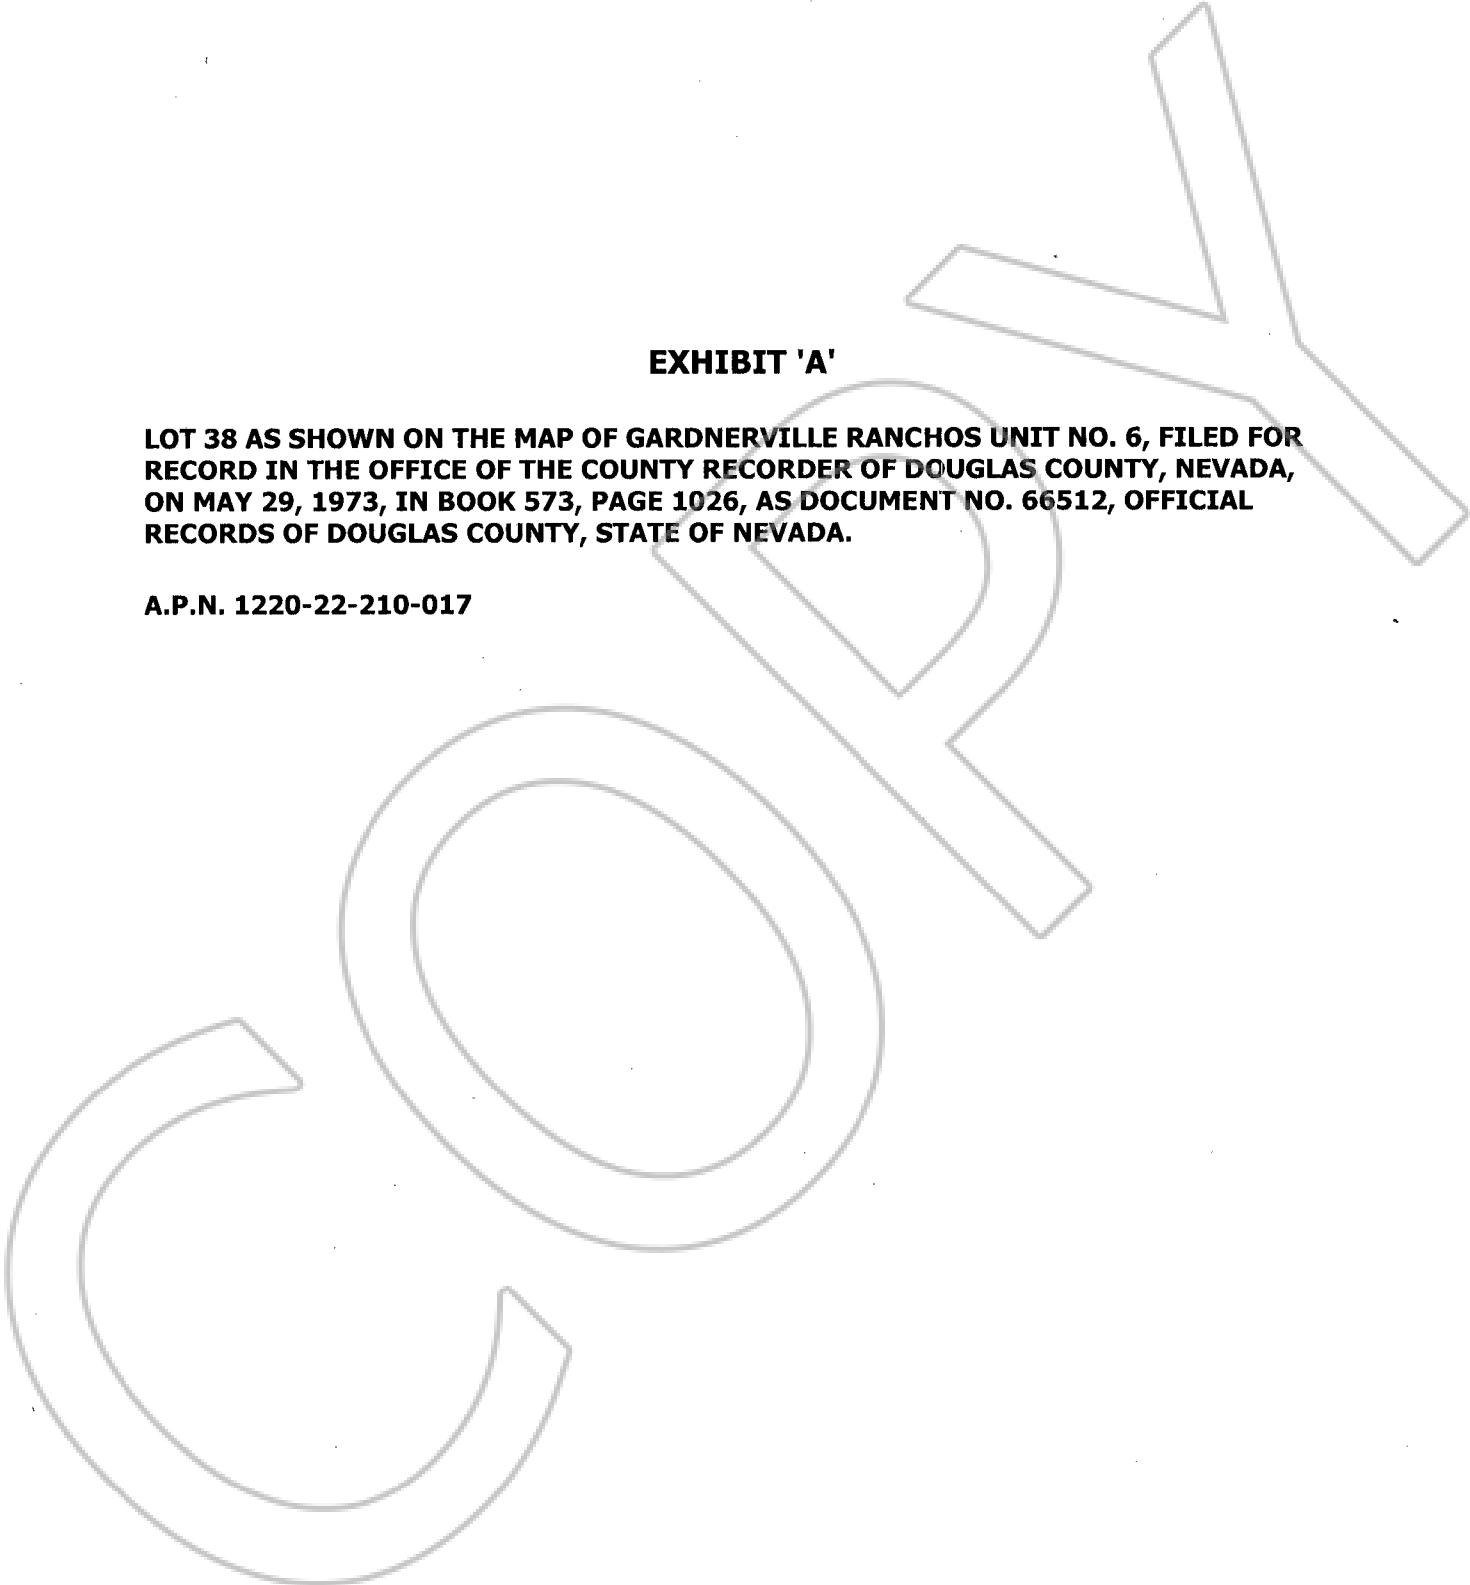 EXHIBIT 'A'
LOT 38 AS SHOWN ON THE MAP OF GARDNERVILLE RANCHOS UNIT NO. 6, FILED FOR
RECORD IN THE OFFICE OF THE COUNTY RECORDER OF DOUGLAS COUNTY, NEVADA,
ON MAY 29, 1973, IN BOOK 573, PAGE 1026, AS DOCUMENT NO. 66512, OFFICIAL
RECORDS OF DOUGLAS COUNTY, STATE OF NEVADA.
A.P.N. 1220-22-210-017
COPY